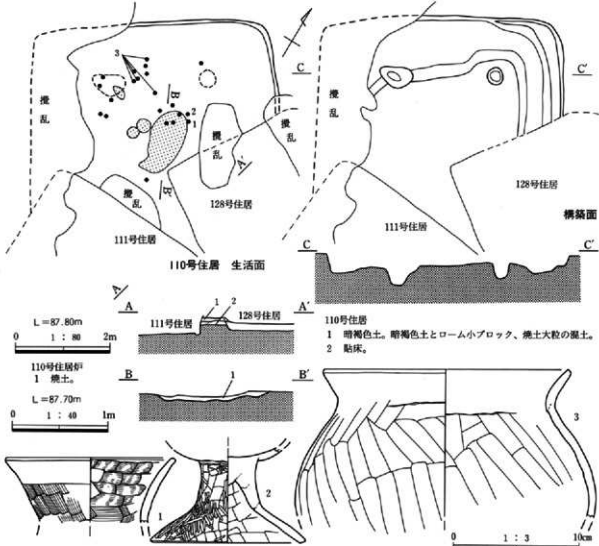 3
C
C′
B
2
1
攪乱
攪乱
攪乱
攪乱
攪乱
A′
B′
128号住居
128号住居
111号住居
111号住居
110号住居 生活面
構築面
C
C′
A
A
1
2
111号住居
128号住居
A′
L=87.80m
0 1:80 2m
110号住居
1 暗褐色土。暗褐色土とローム小ブロック、焼土大粒の混土。
2 貼床。
110号住居炉
1 焼土。
B
1
B′
L=87.70m
0 1:40 1m
1
2
3
0 1:3 10cm